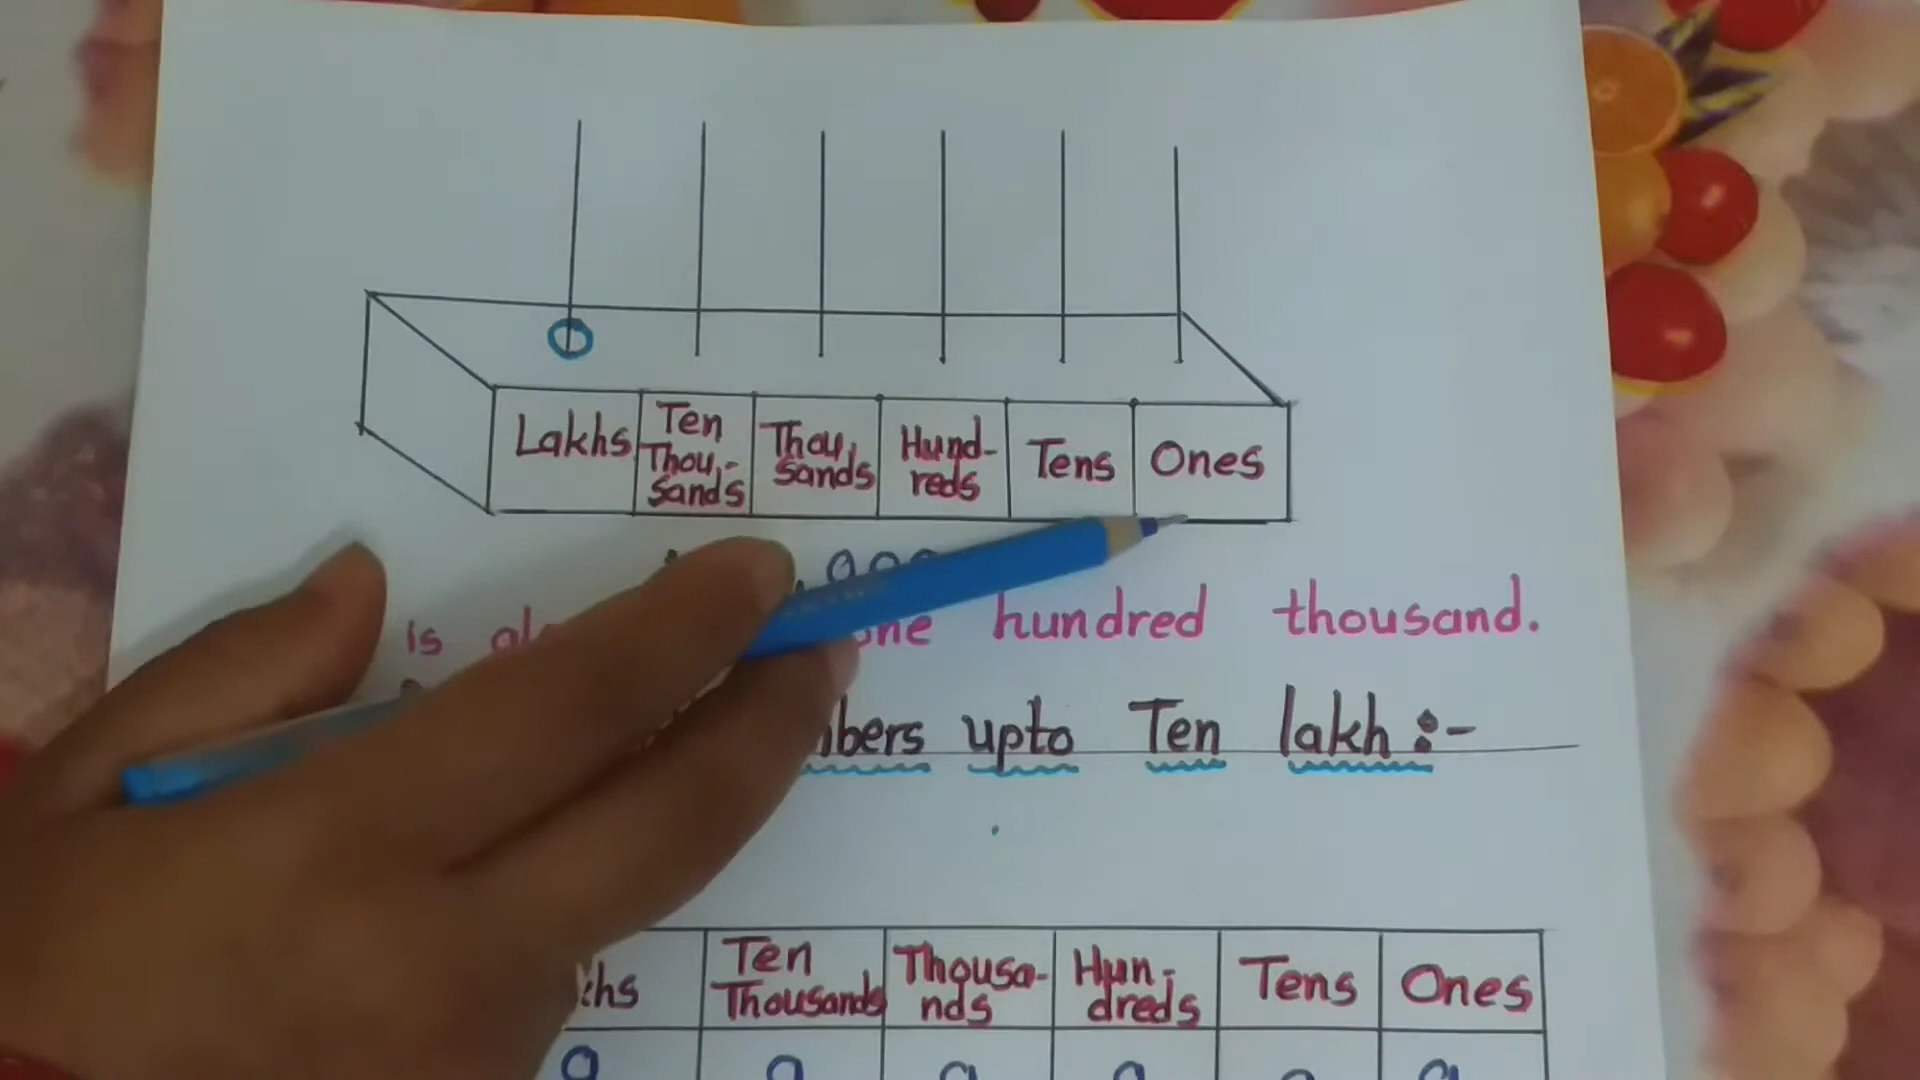 Lakhs Ten Thou,- sands Thou, sands Hund- reds Tens Ones
is one hundred thousand.
upto Ten lakh :-
Ten Thousands Thousa- nds Hun- dreds Tens Ones